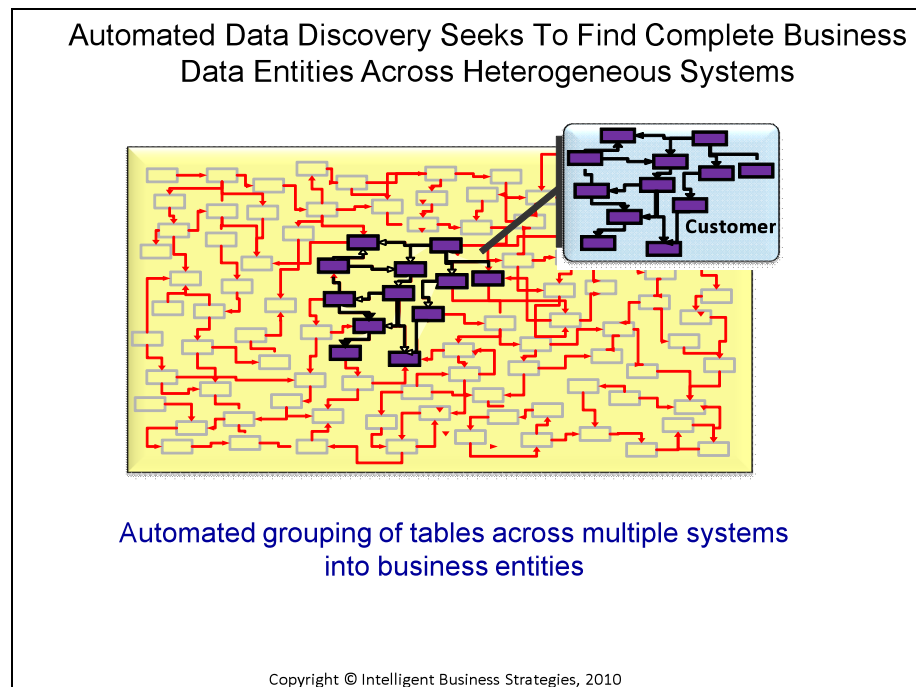 Automated Data Discovery Seeks To Find Complete Business
Data Entities Across Heterogeneous Systems
Customer
Automated grouping of tables across multiple systems
into business entities
Copyright © Intelligent Business Strategies, 2010